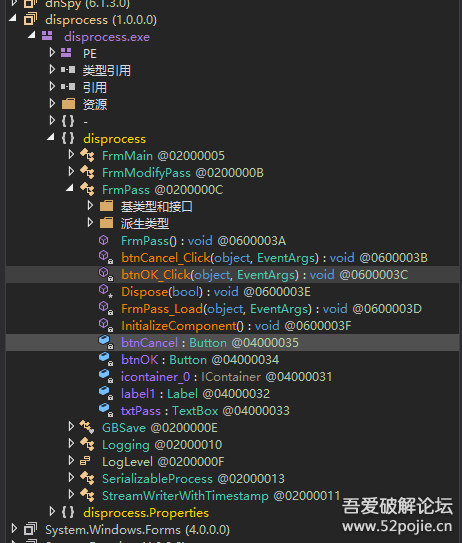 dnSpy (6.1.3.0)
disprocess (1.0.0.0)
disprocess.exe
PE
类型引用
引用
资源
{ } -
{ } disprocess
FrmMain @02000005
FrmModifyPass @0200000B
FrmPass @0200000C
基类型和接口
派生类型
FrmPass() : void @0600003A
btnCancel_Click(object, EventArgs) : void @0600003B
btnOK_Click(object, EventArgs) : void @0600003C
Dispose(bool) : void @0600003E
FrmPass_Load(object, EventArgs) : void @0600003D
InitializeComponent() : void @0600003F
btnCancel : Button @04000035
btnOK : Button @04000034
icontainer_0 : IContainer @04000031
label1 : Label @04000032
txtPass : TextBox @04000033
GBSave @0200000E
Logging @02000010
LogLevel @0200000F
SerializableProcess @02000013
StreamWriterWithTimestamp @02000011
{ } disprocess.Properties
System.Windows.Forms (4.0.0.0)
吾爱破解论坛
www.52pojie.cn